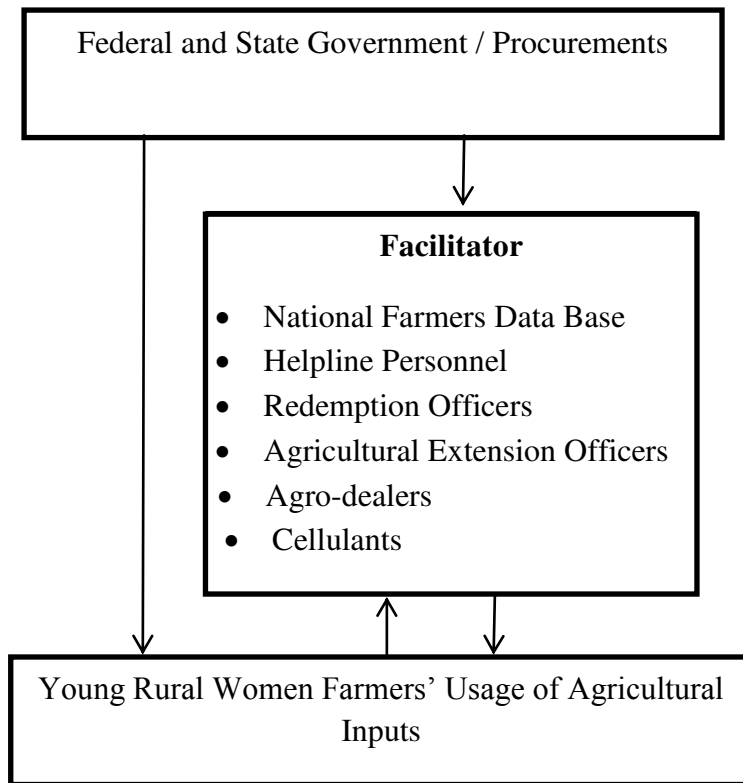 Federal and State Government / Procurements
Facilitator
• National Farmers Data Base
• Helpline Personnel
• Redemption Officers
• Agricultural Extension Officers
• Agro-dealers
• Cellulants
Young Rural Women Farmers’ Usage of Agricultural
Inputs